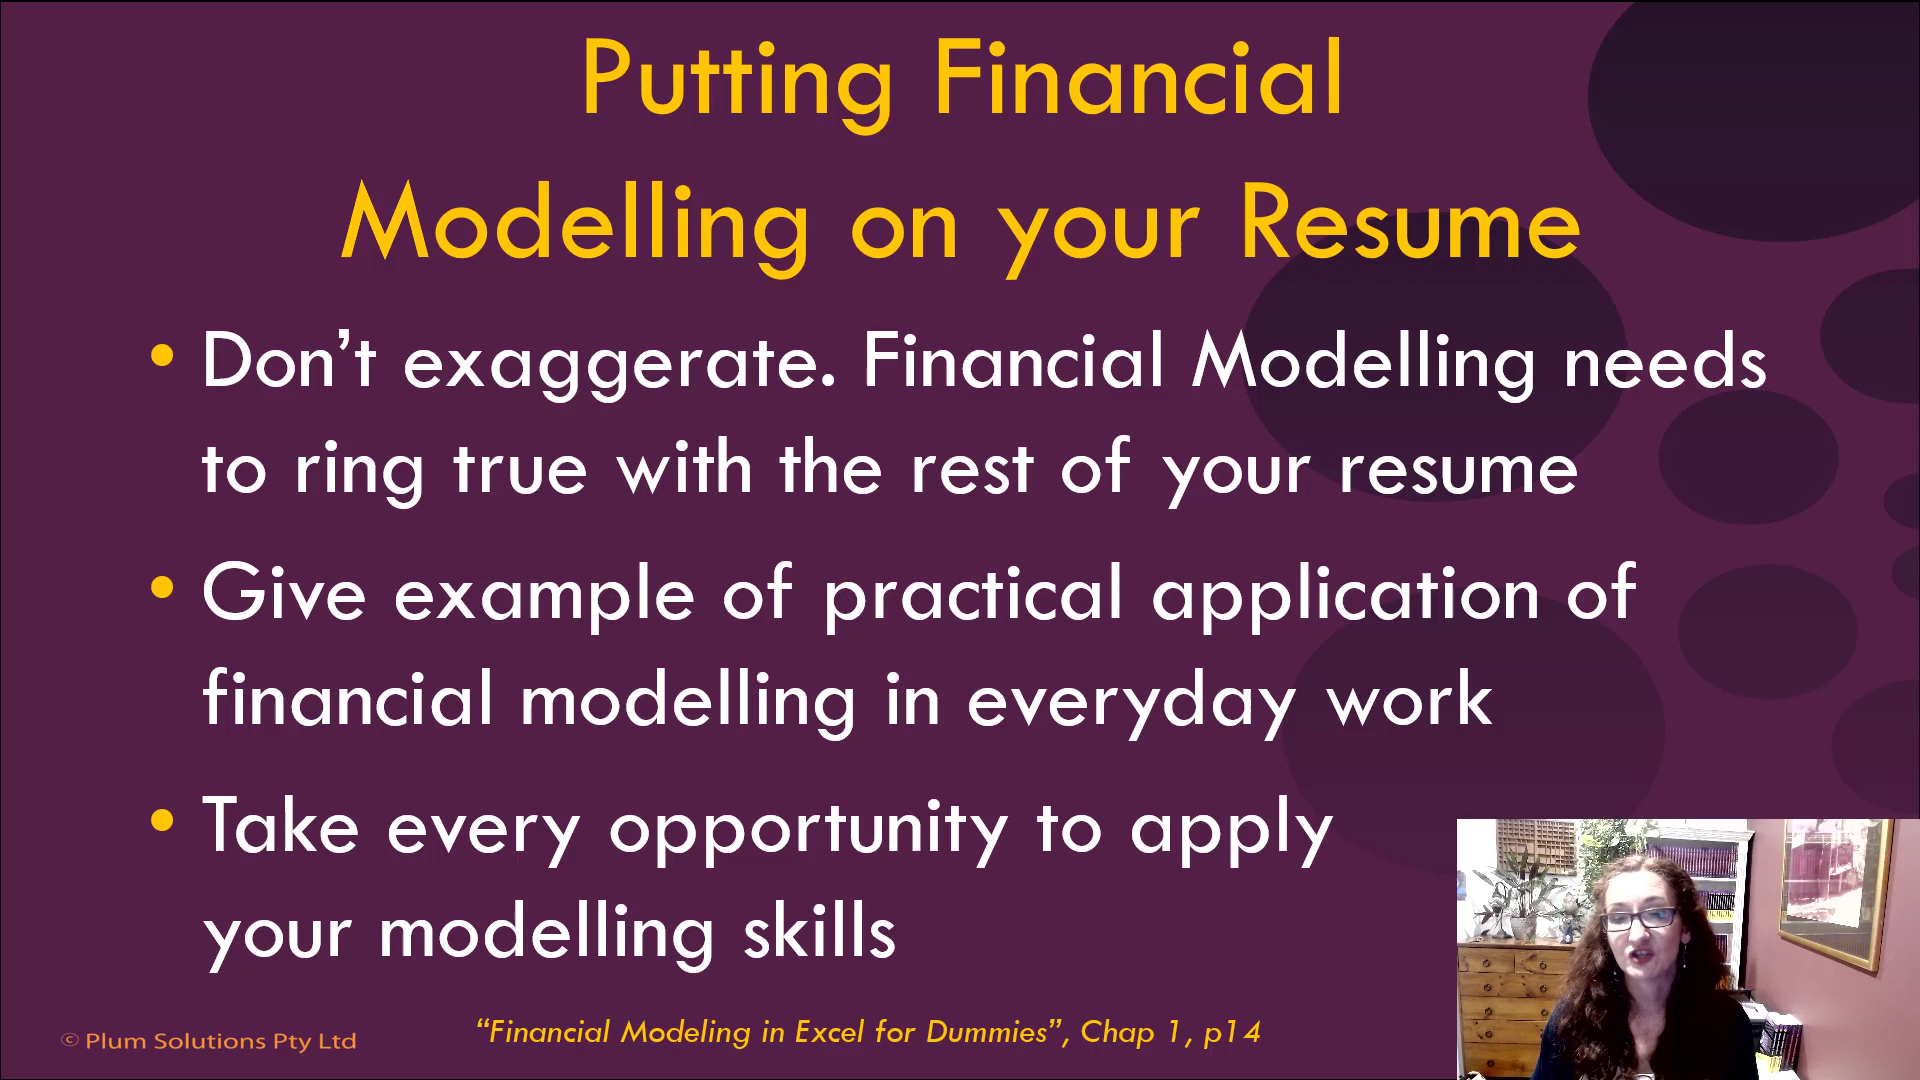 Putting Financial
Modelling on your Resume
• Don’t exaggerate. Financial Modelling needs
to ring true with the rest of your resume
• Give example of practical application of
financial modelling in everyday work
• Take every opportunity to apply
your modelling skills
© Plum Solutions Pty Ltd
“Financial Modeling in Excel for Dummies”, Chap 1, p14